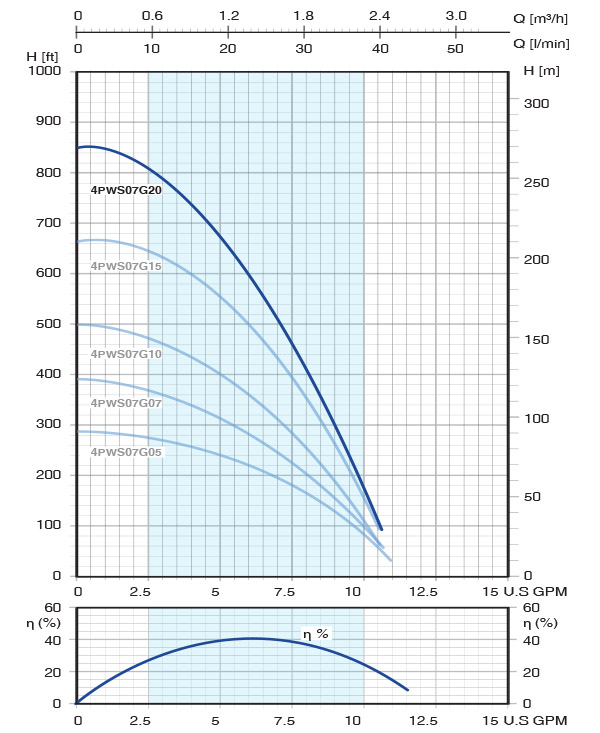 0 0.6 1.2 1.8 2.4 3.0 Q [m³/h]
0 10 20 30 40 50 Q [l/min]
H [ft] H [m]
1000
300
900
800
250
4PWS07G20
700
200
4PWS07G15
600
500
150
4PWS07G10
400
4PWS07G07
100
300
4PWS07G05
200
50
100
0 0
0 2.5 5 7.5 10 12.5 15 U.S GPM
60 60
η (%) η % η (%)
40 40
20 20
0 0
0 2.5 5 7.5 10 12.5 15 U.S GPM